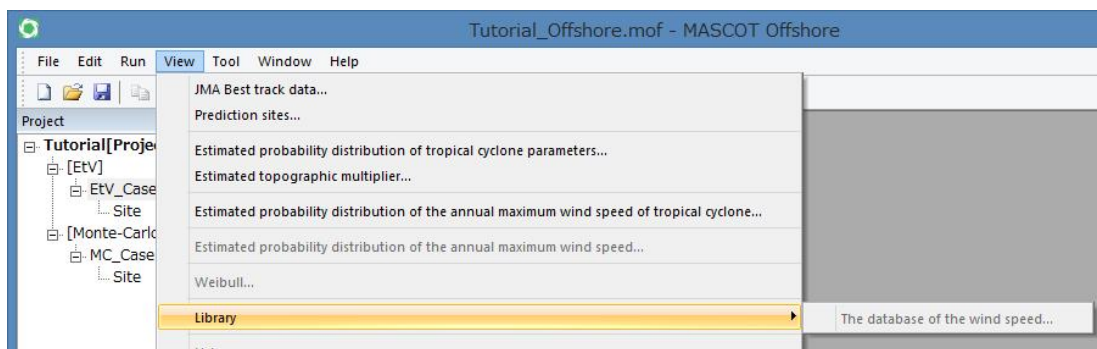 Tutorial_Offshore.mof - MASCOT Offshore
File Edit Run View Tool Window Help
JMA Best track data...
Prediction sites...
Project
Tutorial[Proje
[EtV]
EtV_Case
Site
[Monte-Carlo
MC_Case
Site
Estimated probability distribution of tropical cyclone parameters...
Estimated topographic multiplier...
Estimated probability distribution of the annual maximum wind speed of tropical cyclone...
Estimated probability distribution of the annual maximum wind speed...
Weibull...
Library
The database of the wind speed...